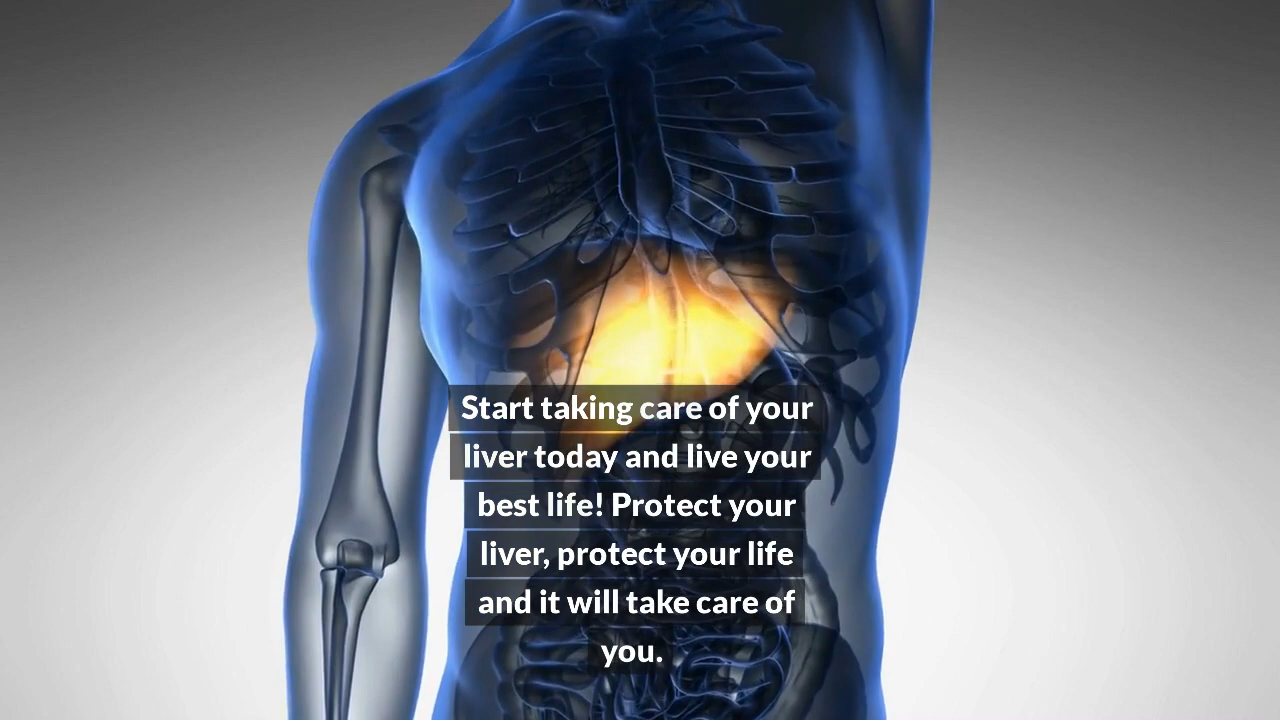 Start taking care of your
liver today and live your
best life! Protect your
liver, protect your life
and it will take care of
you.